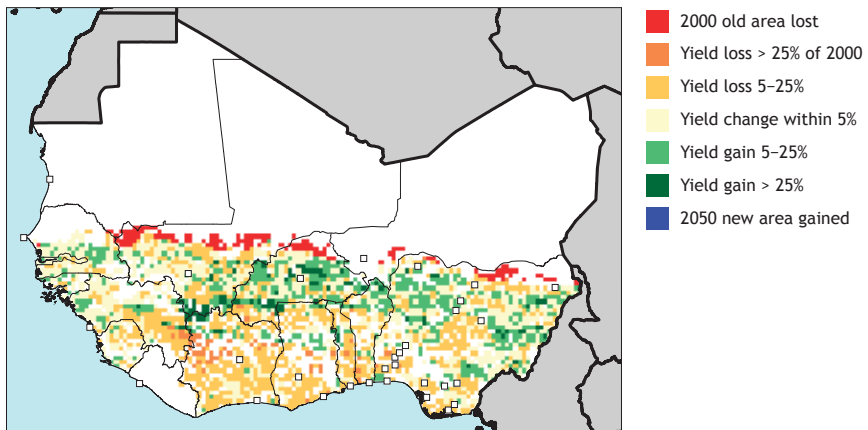 2000 old area lost
Yield loss > 25% of 2000
Yield loss 5–25%
Yield change within 5%
Yield gain 5–25%
Yield gain > 25%
2050 new area gained